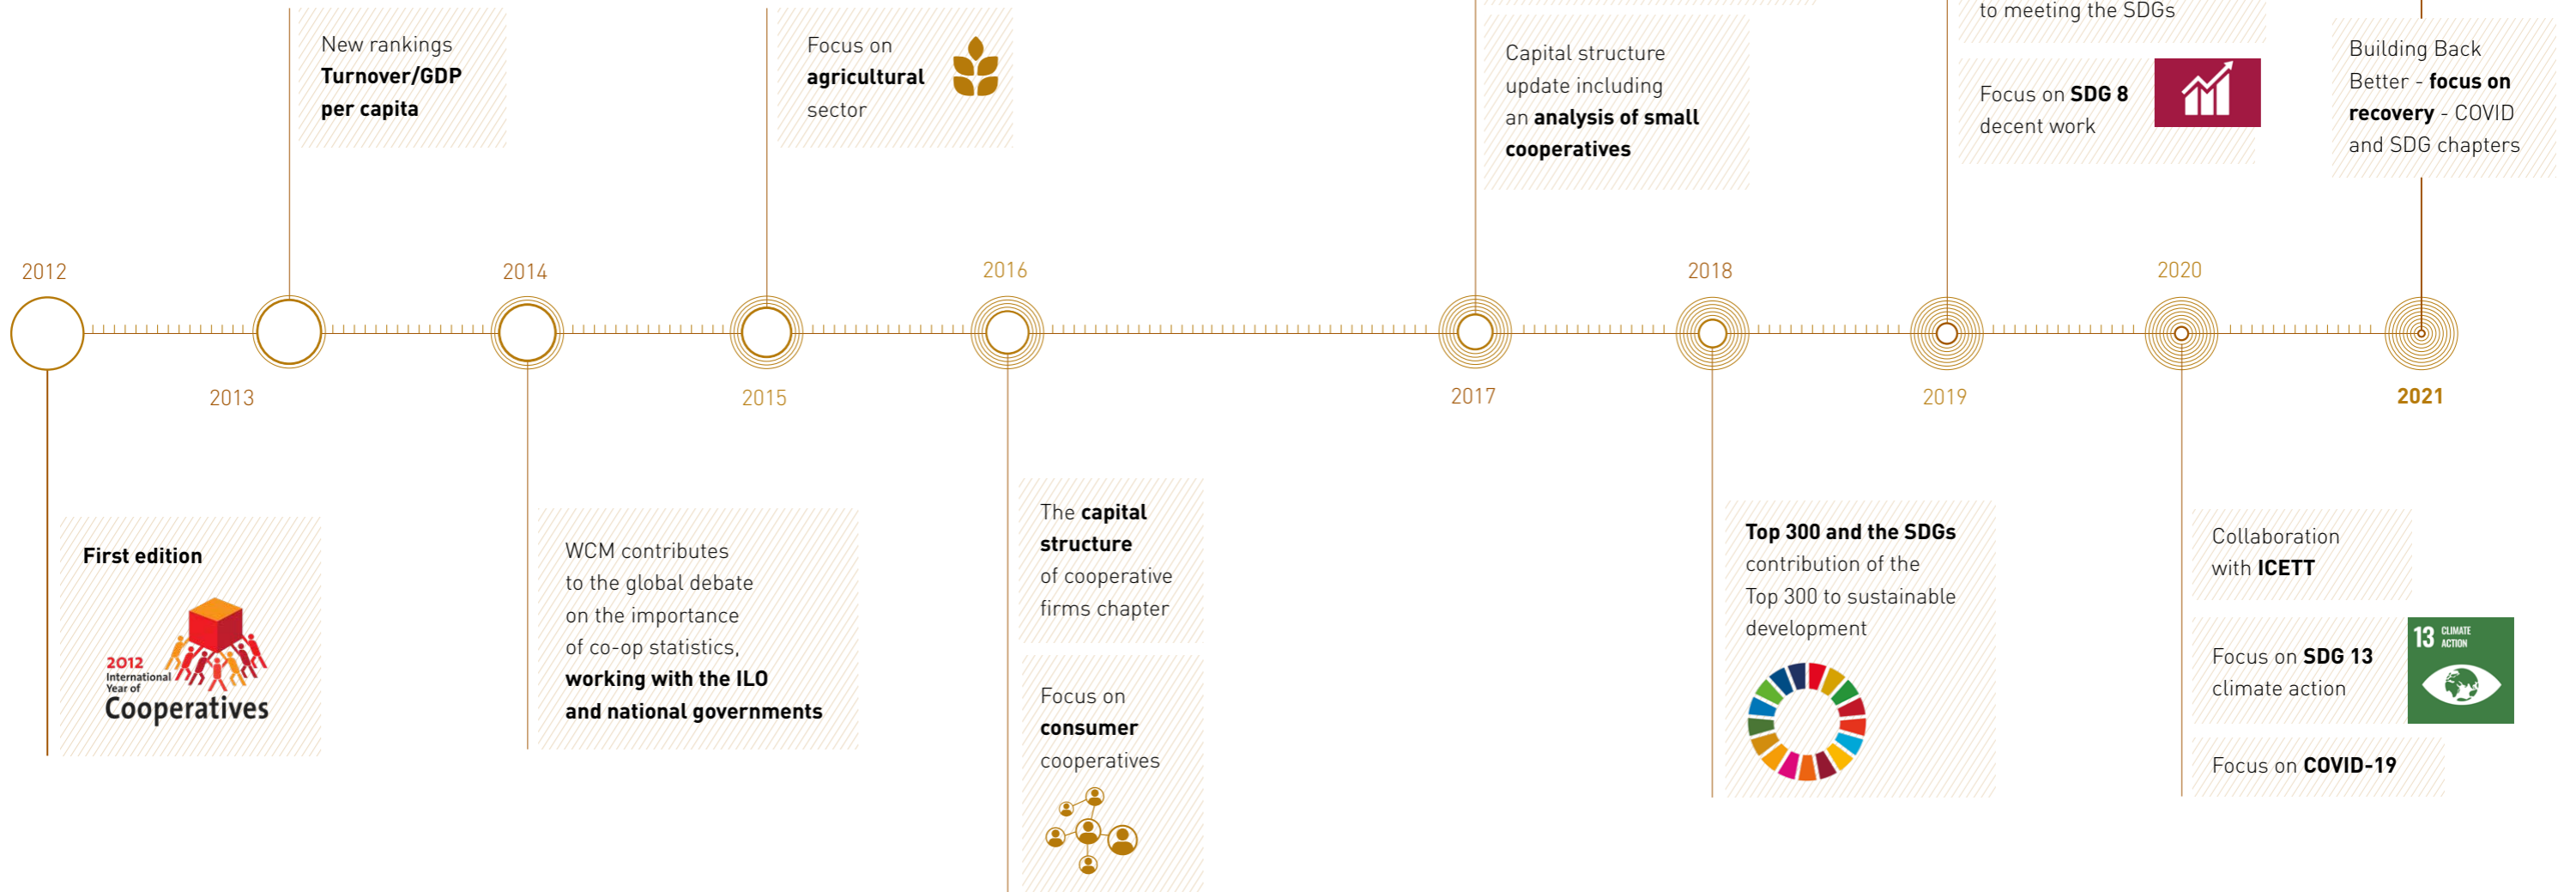 New rankings
Turnover/GDP
per capita
Focus on
agricultural
sector
Capital structure
update including
an analysis of small
cooperatives
to meeting the SDGs
Focus on SDG 8
decent work
Building Back
Better - focus on
recovery - COVID
and SDG chapters
2012
2014
2016
2018
2020
2013
2015
2017
2019
2021
First edition
2012
International
Year of
Cooperatives
WCM contributes
to the global debate
on the importance
of co-op statistics,
working with the ILO
and national governments
The capital
structure
of cooperative
firms chapter
Focus on
consumer
cooperatives
Top 300 and the SDGs
contribution of the
Top 300 to sustainable
development
Collaboration
with ICETT
Focus on SDG 13
climate action
13 CLIMATE
ACTION
Focus on COVID-19